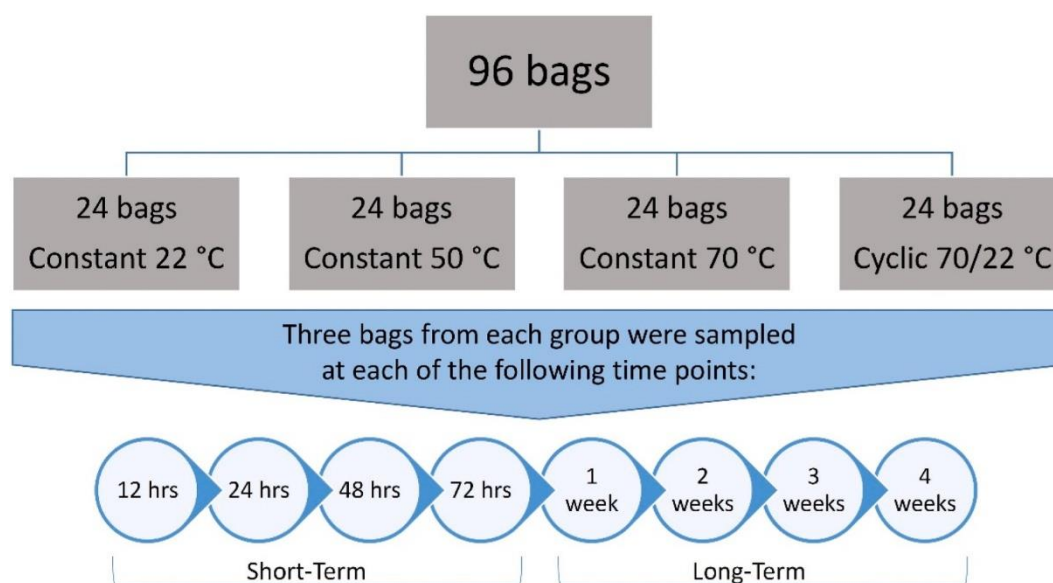 96 bags
24 bags
Constant 22 °C
24 bags
Constant 50 °C
24 bags
Constant 70 °C
24 bags
Cyclic 70/22 °C
Three bags from each group were sampled
at each of the following time points:
12 hrs
24 hrs
48 hrs
72 hrs
1
week
2
weeks
3
weeks
4
weeks
Short-Term
Long-Term